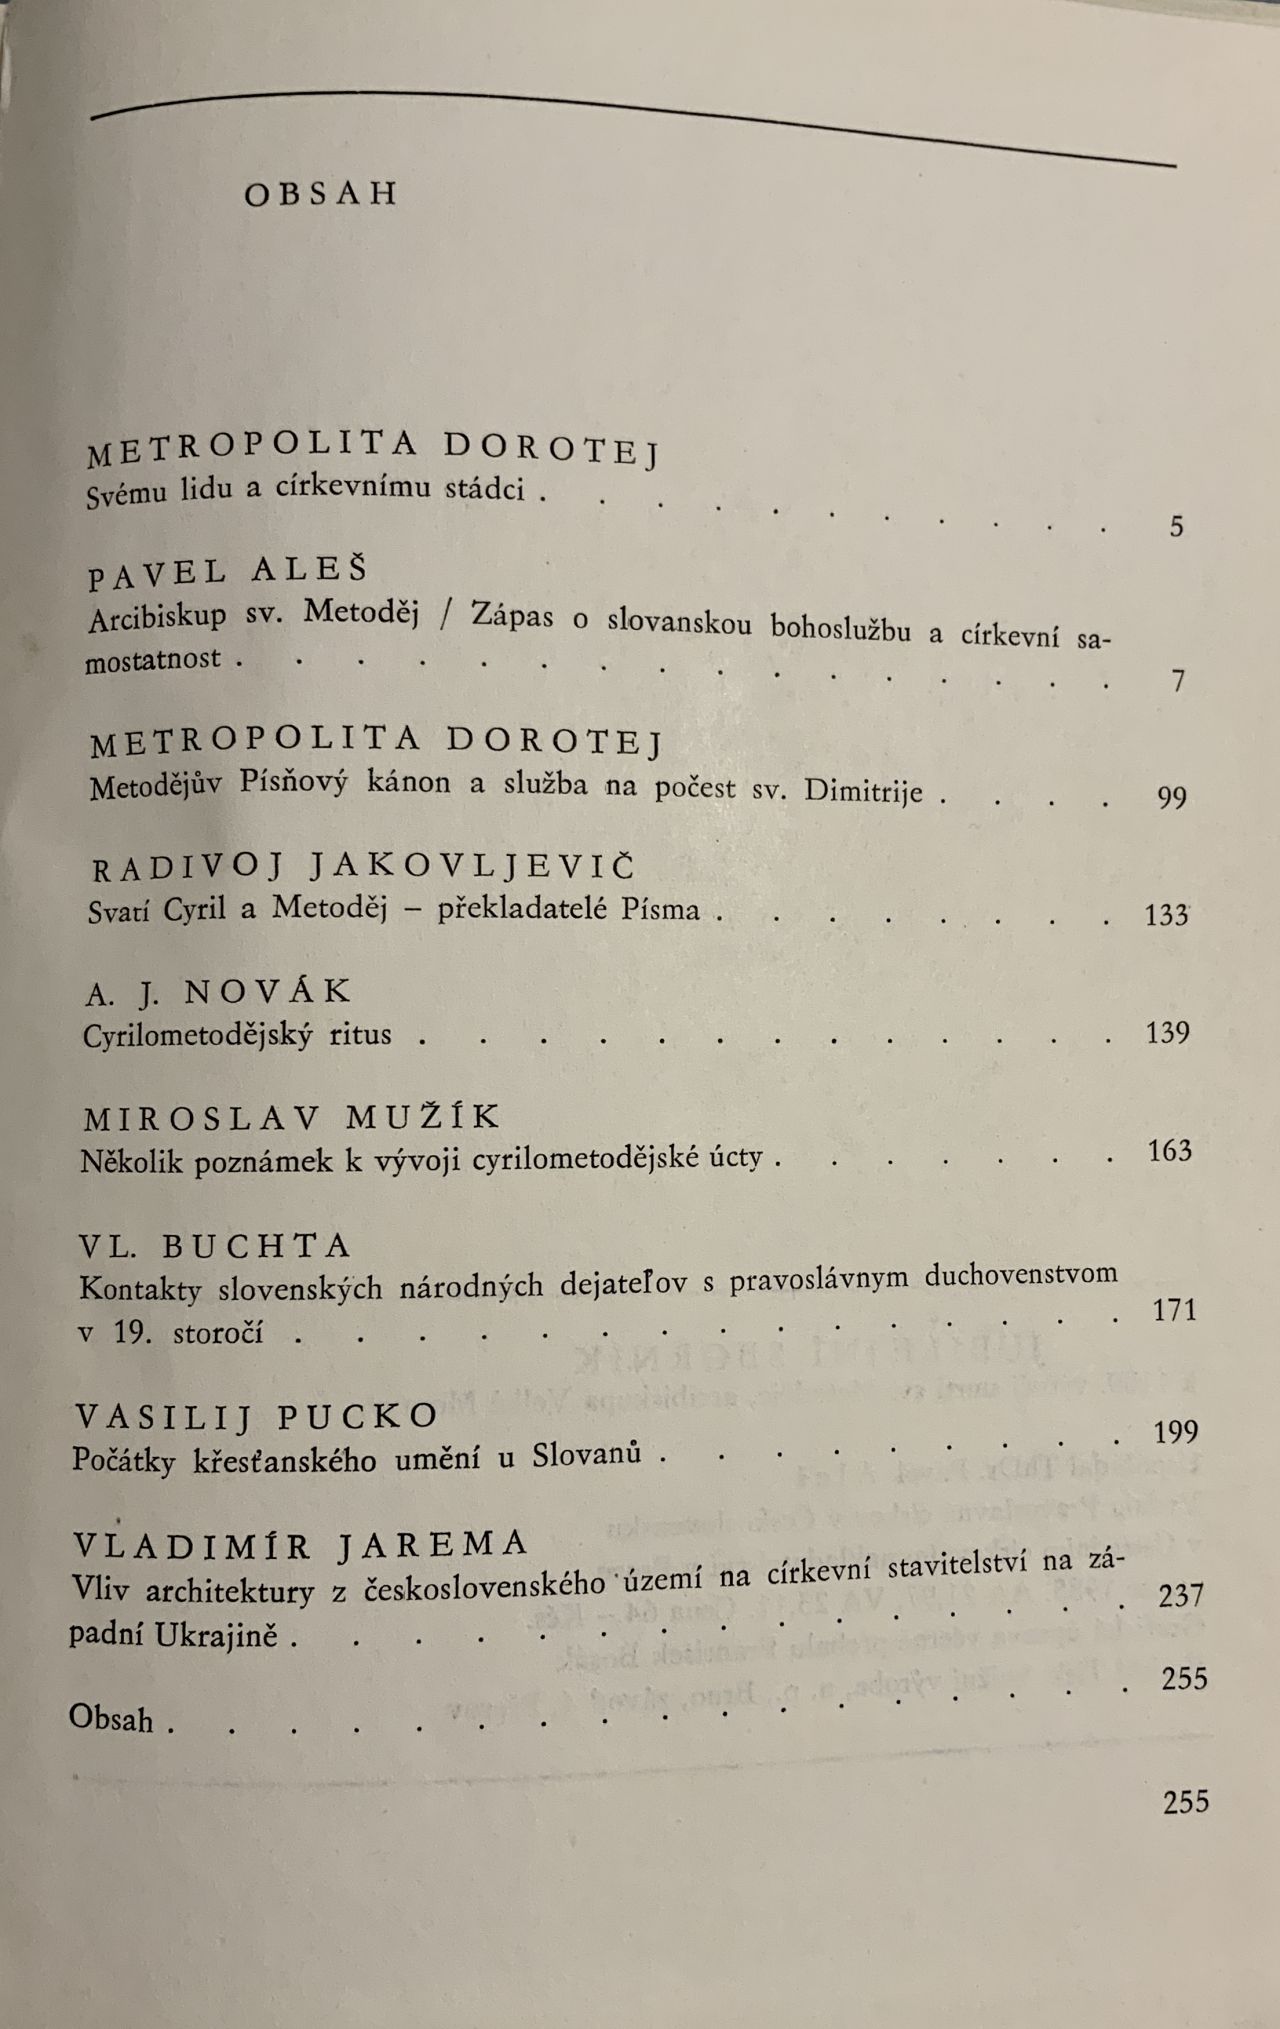 OBSAH
METROPOLITA DOROTEJ
Svému lidu a církevnímu stádci . . . . . . . . . . . 5
PAVEL ALEŠ
Arcibiskup sv. Metoděj / Zápas o slovanskou bohoslužbu a církevní sa-
mostatnost . . . . . . . . . . . . . . . 7
METROPOLITA DOROTEJ
Metodějův Písňový kánon a služba na počest sv. Dimitrije . . . . 99
RADIVOJ JAKOVLJEVIČ
Svatí Cyril a Metoděj – překladatelé Písma . . . . . . . . 133
A. J. NOVÁK
Cyrilometodějský ritus . . . . . . . . . . . . . 139
MIROSLAV MUŽÍK
Několik poznámek k vývoji cyrilometodějské úcty . . . . . . . 163
VL. BUCHTA
Kontakty slovenských národných dejateľov s pravoslávnym duchovenstvom
v 19. storočí . . . . . . . . . . . . . . . 171
VASILIJ PUCKO
Počátky křesťanského umění u Slovanů . . . . . . . . . 199
VLADIMÍR JAREMA
Vliv architektury z československého území na církevní stavitelství na zá-
padní Ukrajině . . . . . . . . . . . . . . . 237
Obsah . . . . . . . . . . . . . . . . . 255
255